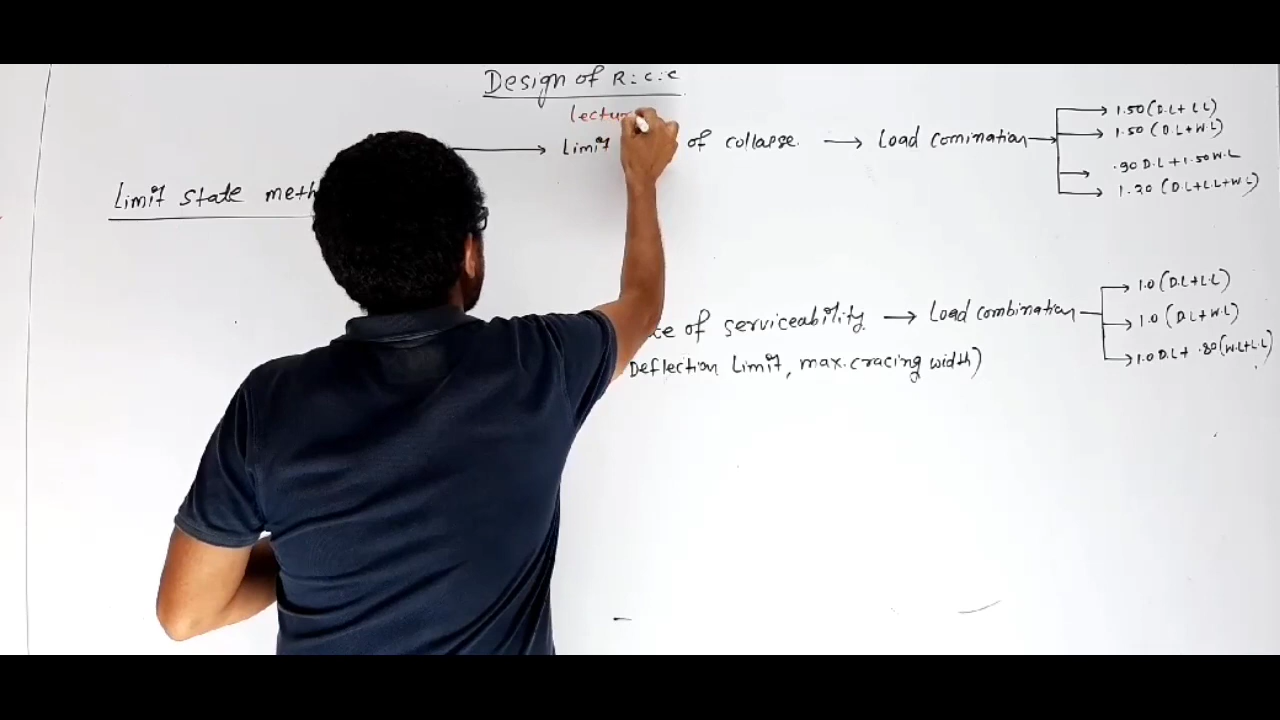 Design of R.C.C
Lectur
Limit of collapse. → Load comination →
1.50 (D.L+L.L)
1.50 (D.L+W.L)
.90 D.L + 1.50 W.L
1.20 (D.L+L.L+W.L)
Limit state meth
of serviceability → Load combination
1.0 (D.L+L.L)
1.0 (D.L+W.L)
1.0 D.L + .80 (W.L+L.L)
Deflection Limit, max.cracing width)